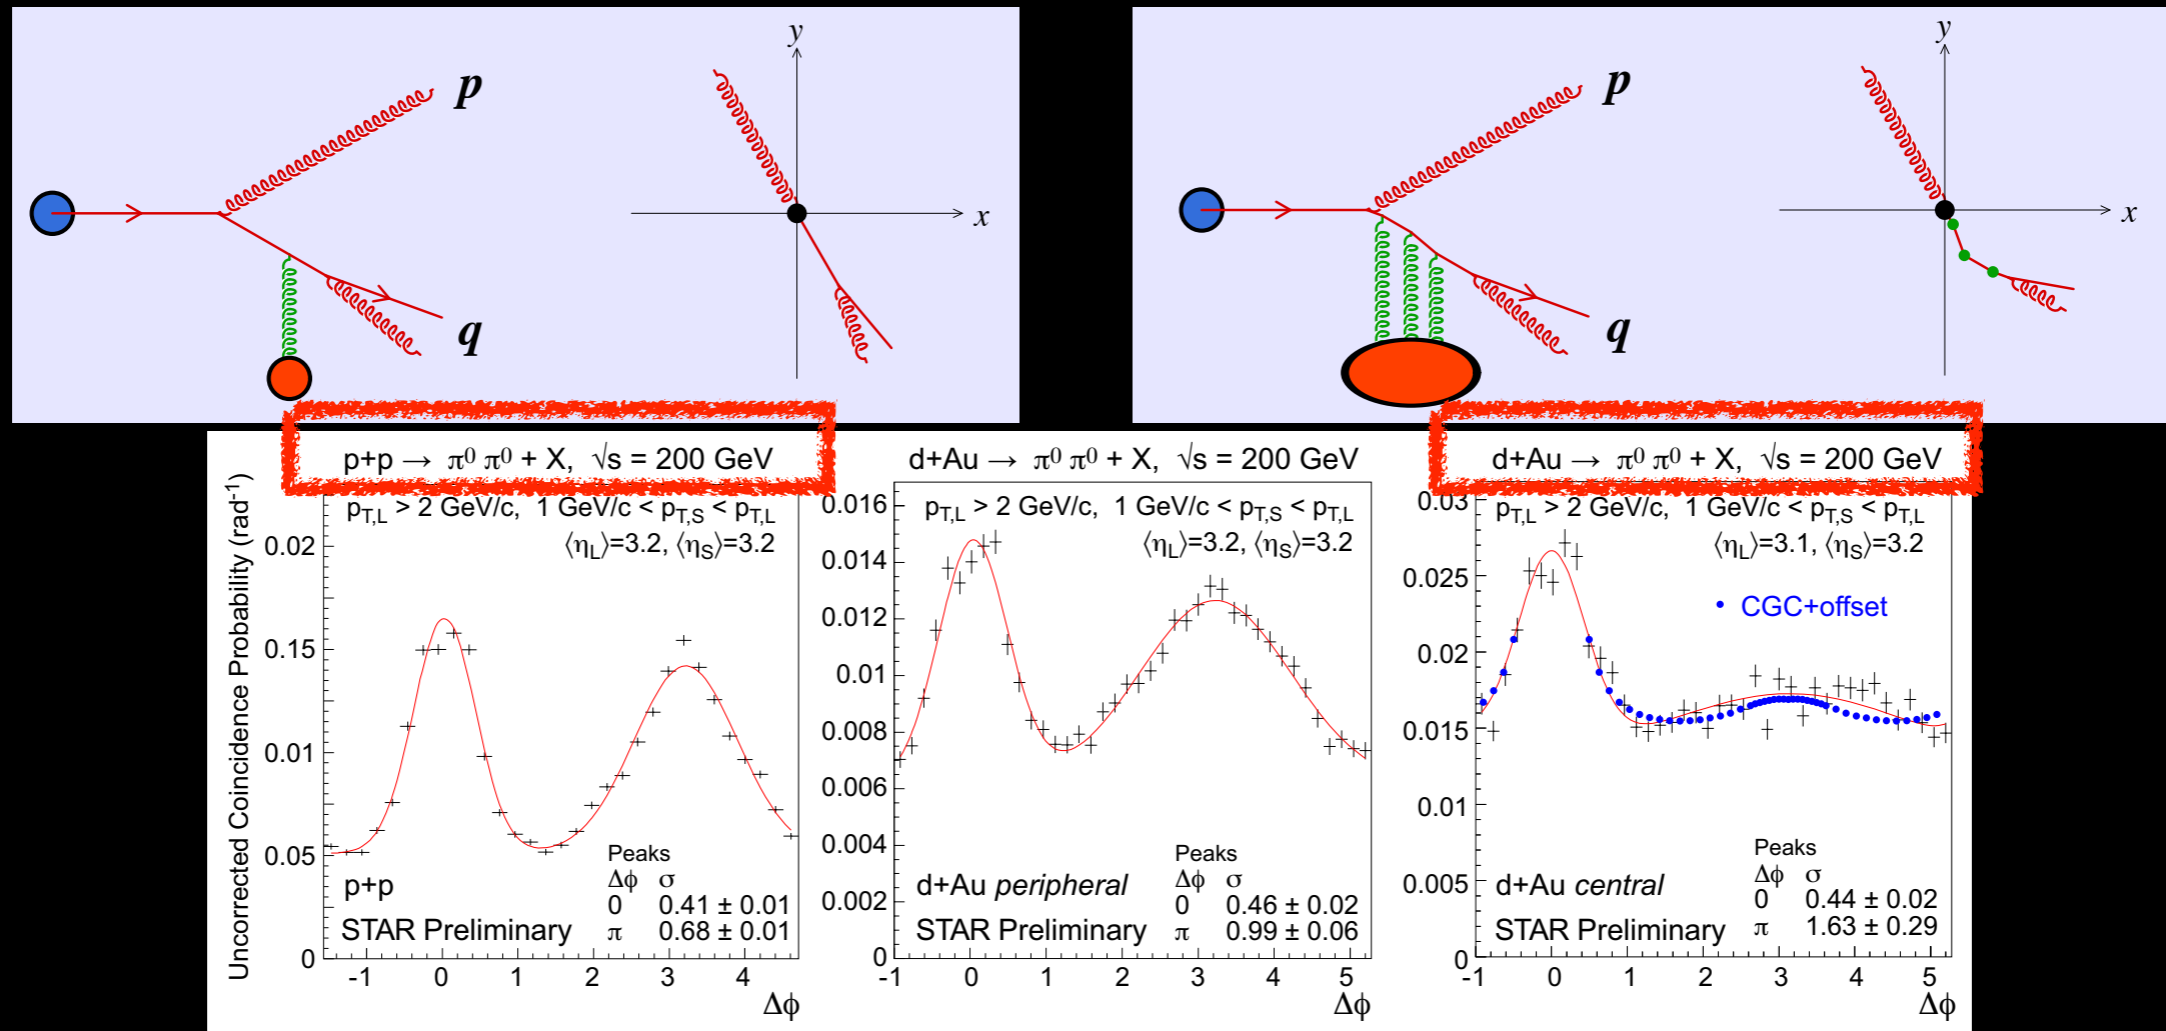 p
q
y
x
p
q
y
x
p+p → π⁰ π⁰ + X, √s = 200 GeV
p_T,L > 2 GeV/c, 1 GeV/c < p_T,S < p_T,L
⟨η_L⟩=3.2, ⟨η_S⟩=3.2
Uncorrected Coincidence Probability (rad⁻¹)
0.02
0.15
0.01
0.05
0
p+p
STAR Preliminary
Peaks
Δϕ σ
0 0.41 ± 0.01
π 0.68 ± 0.01
-1 0 1 2 3 4
Δϕ
d+Au → π⁰ π⁰ + X, √s = 200 GeV
p_T,L > 2 GeV/c, 1 GeV/c < p_T,S < p_T,L
⟨η_L⟩=3.2, ⟨η_S⟩=3.2
0.016
0.014
0.012
0.01
0.008
0.006
0.004
0.002
0
d+Au peripheral
STAR Preliminary
Peaks
Δϕ σ
0 0.46 ± 0.02
π 0.99 ± 0.06
-1 0 1 2 3 4 5
Δϕ
d+Au → π⁰ π⁰ + X, √s = 200 GeV
p_T,L > 2 GeV/c, 1 GeV/c < p_T,S < p_T,L
⟨η_L⟩=3.1, ⟨η_S⟩=3.2
CGC+offset
0.03
0.025
0.02
0.015
0.01
0.005
0
d+Au central
STAR Preliminary
Peaks
Δϕ σ
0 0.44 ± 0.02
π 1.63 ± 0.29
-1 0 1 2 3 4 5
Δϕ